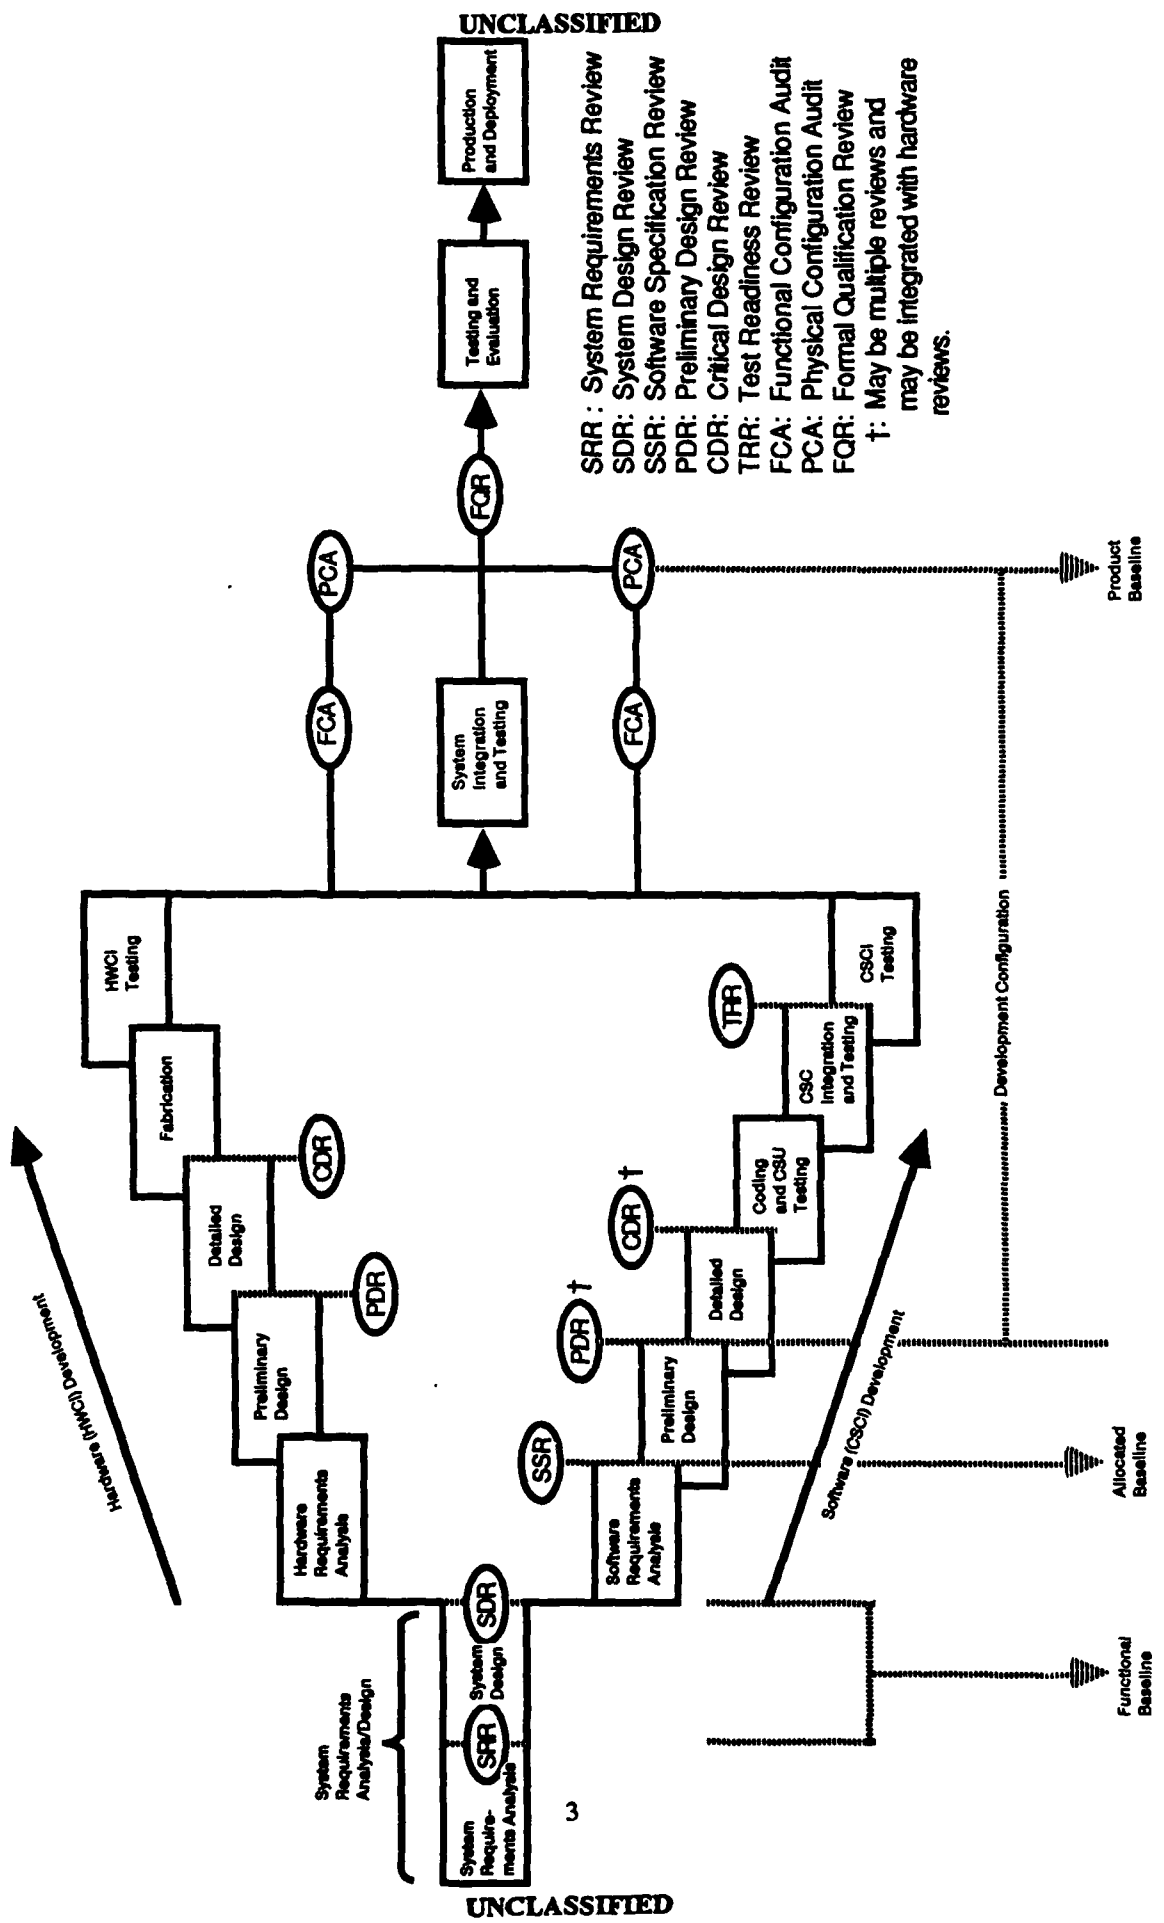 UNCLASSIFIED
Hardware (HWCI) Development
HWCI
Testing
Fabrication
Detailed
Design
CDR
Preliminary
Design
PDR
Hardware
Requirements
Analysis
System
Requirements
Analysis/Design
System
Require-
ments Analysis
SRR
System
Design
SDR
FCA
PCA
System
Integration
and Testing
FQR
Testing and
Evaluation
Production
and Deployment
FCA
PCA
SSR
Software
Requirements
Analysis
PDR †
Preliminary
Design
CDR †
Detailed
Design
Coding
and CSU
Testing
TRR
CSC
Integration
and Testing
CSCI
Testing
Software (CSCI) Development
Development Configuration
Functional
Baseline
Allocated
Baseline
Product
Baseline
SRR : System Requirements Review
SDR: System Design Review
SSR: Software Specification Review
PDR: Preliminary Design Review
CDR: Critical Design Review
TRR: Test Readiness Review
FCA: Functional Configuration Audit
PCA: Physical Configuration Audit
FQR: Formal Qualification Review
†: May be multiple reviews and
may be integrated with hardware
reviews.
3
UNCLASSIFIED